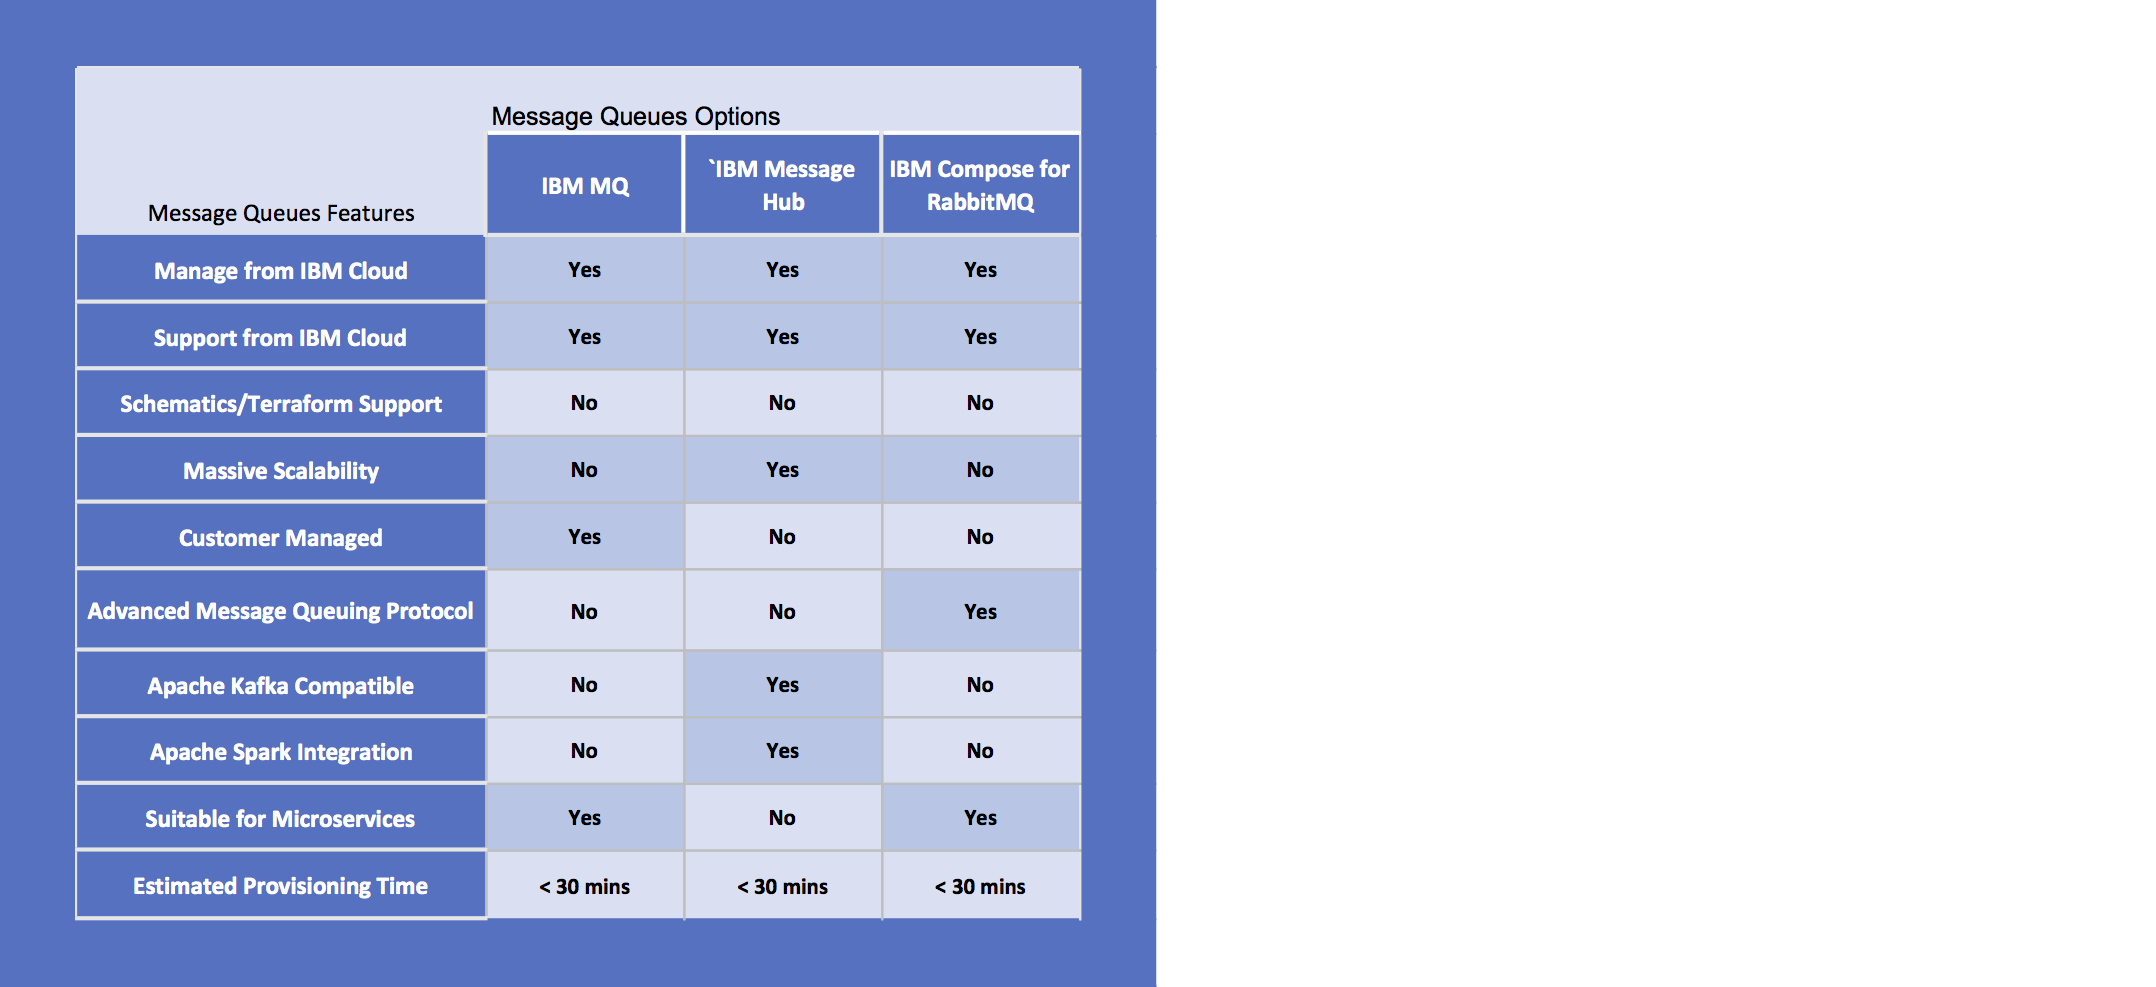 Message Queues Options
Message Queues Features
IBM MQ
`IBM Message
Hub
IBM Compose for
RabbitMQ
Manage from IBM Cloud Yes Yes Yes
Support from IBM Cloud Yes Yes Yes
Schematics/Terraform Support No No No
Massive Scalability No Yes No
Customer Managed Yes No No
Advanced Message Queuing Protocol No No Yes
Apache Kafka Compatible No Yes No
Apache Spark Integration No Yes No
Suitable for Microservices Yes No Yes
Estimated Provisioning Time < 30 mins < 30 mins < 30 mins